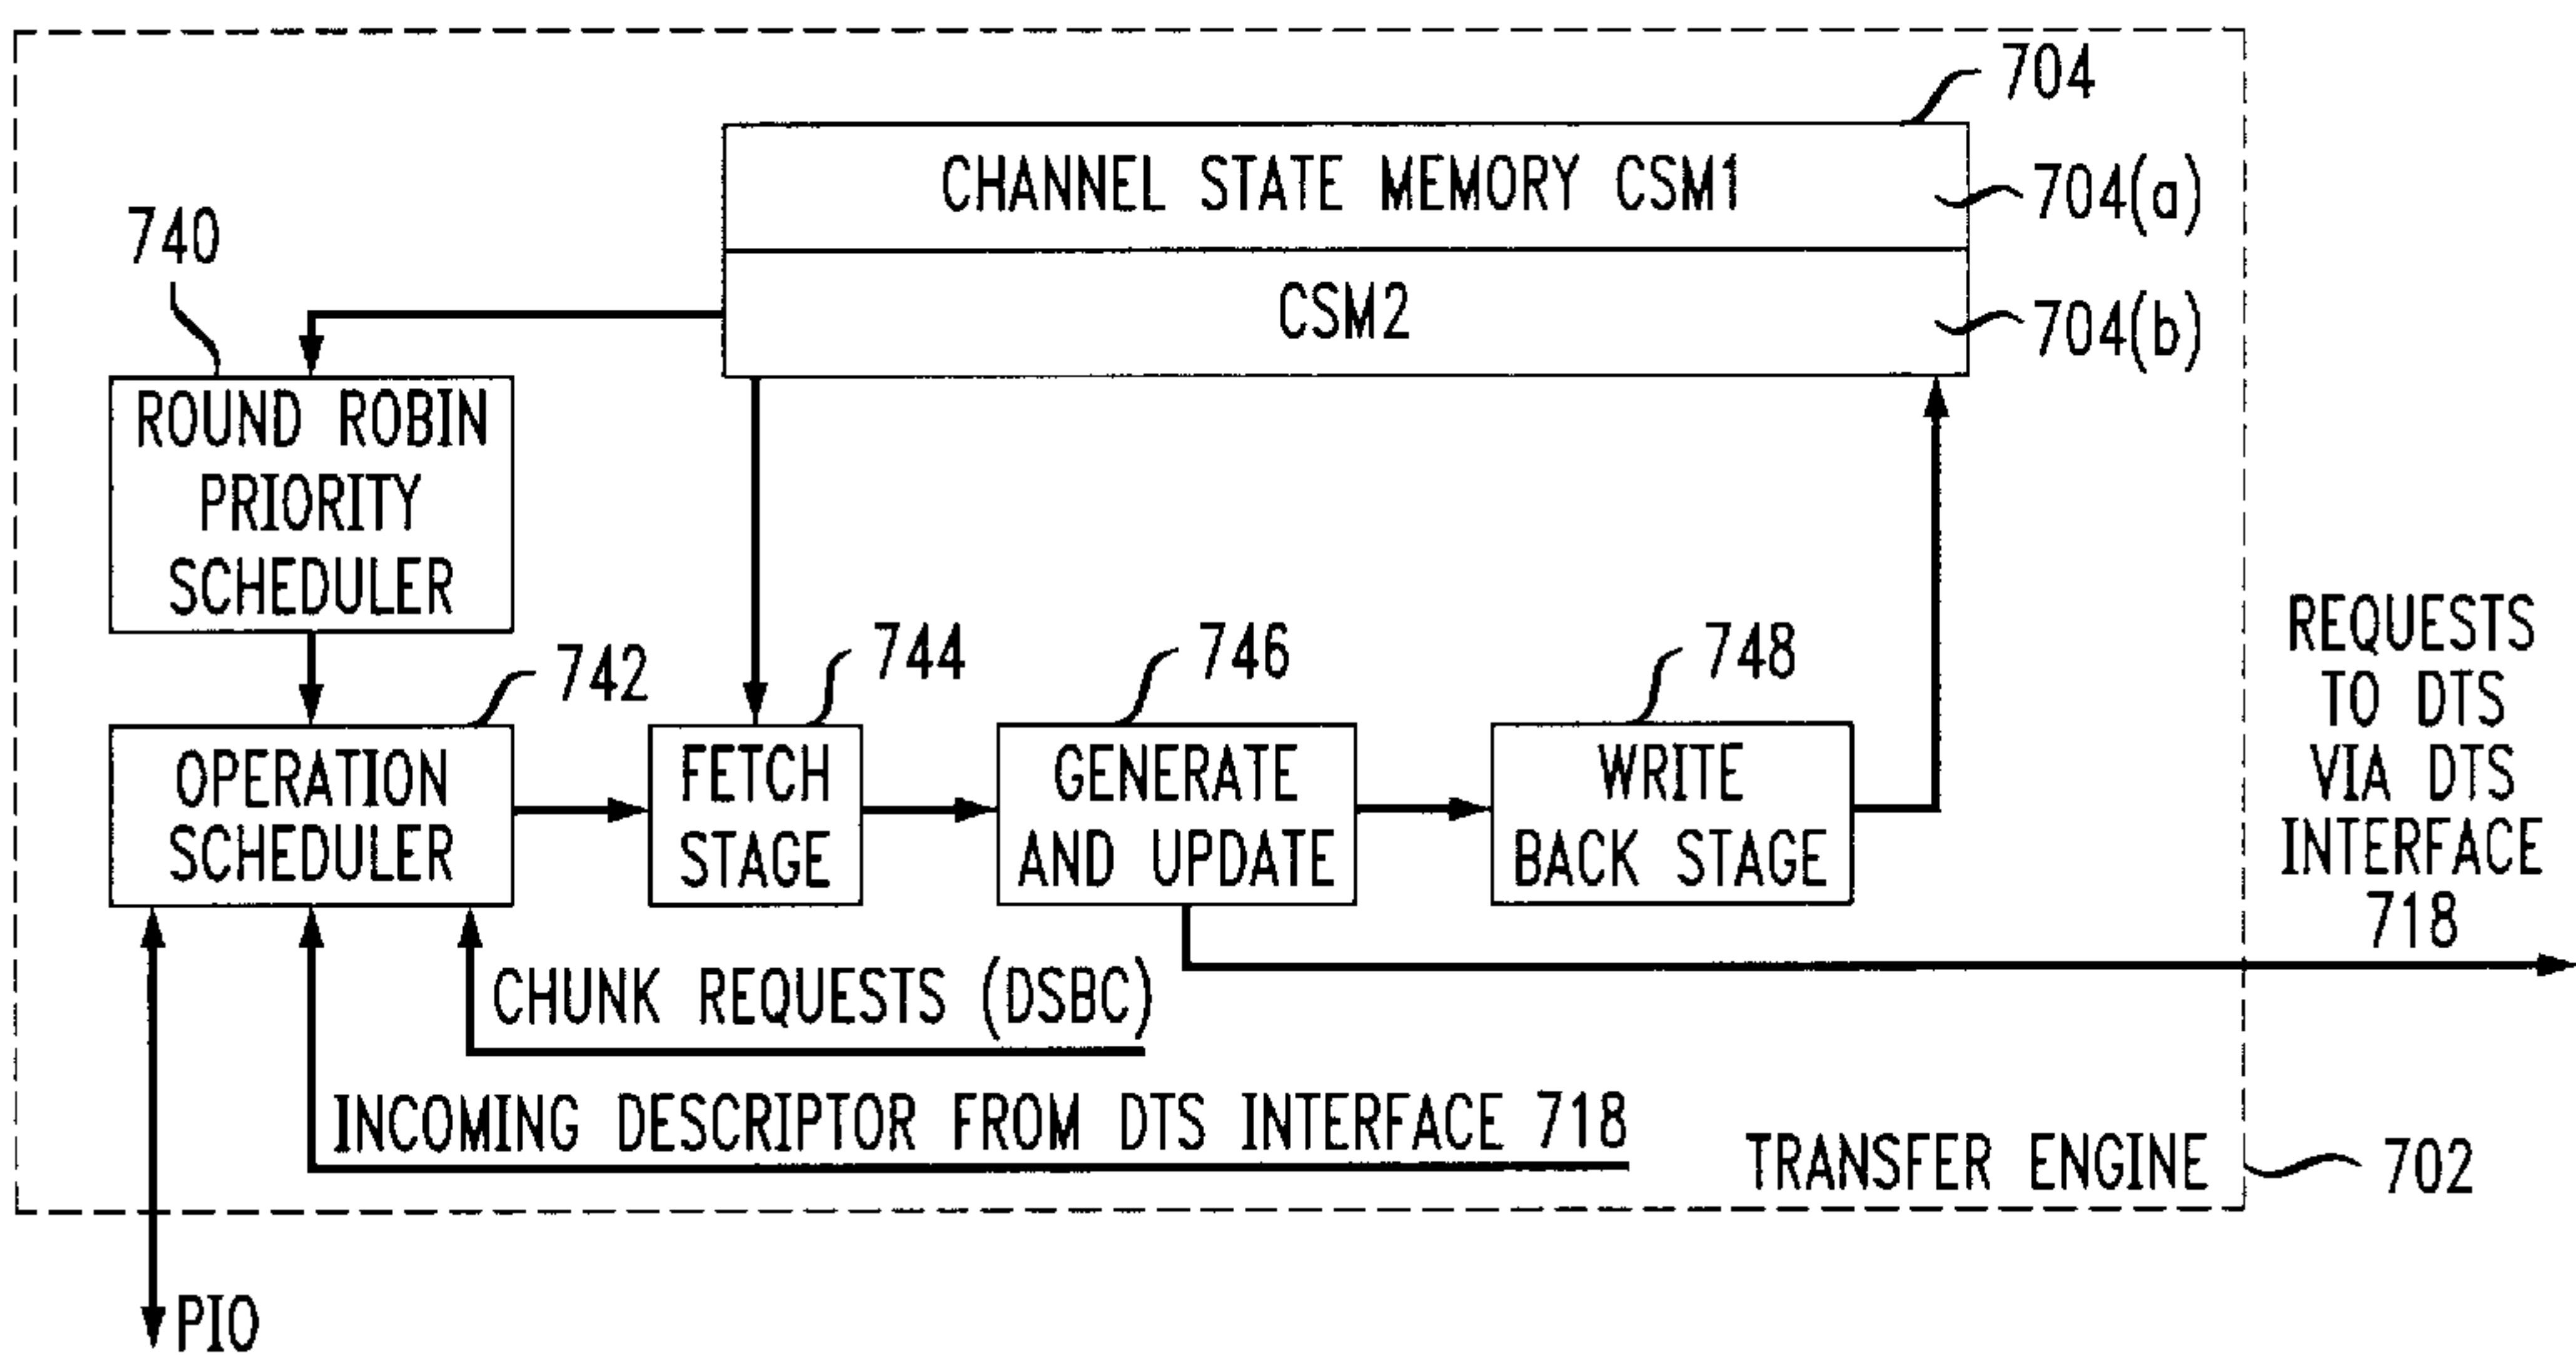 704
CHANNEL STATE MEMORY CSM1
704(a)
740
CSM2
704(b)
ROUND ROBIN
PRIORITY
SCHEDULER
742
744
746
748
REQUESTS
TO DTS
VIA DTS
INTERFACE
718
OPERATION
SCHEDULER
FETCH
STAGE
GENERATE
AND UPDATE
WRITE
BACK STAGE
CHUNK REQUESTS (DSBC)
INCOMING DESCRIPTOR FROM DTS INTERFACE 718
TRANSFER ENGINE
702
PIO